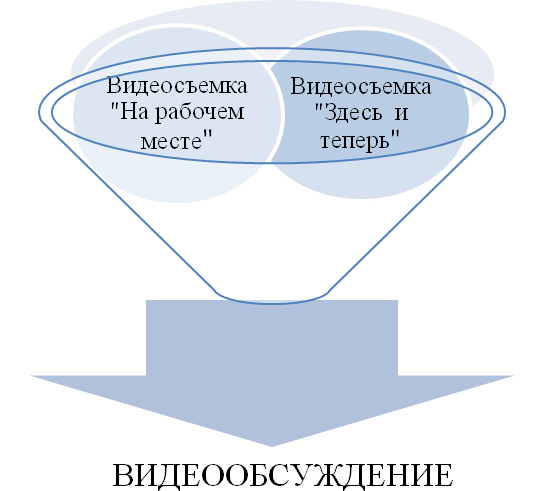 Видеосъемка
"На рабочем
месте"
Видеосъемка
"Здесь и
теперь"
ВИДЕООБСУЖДЕНИЕ